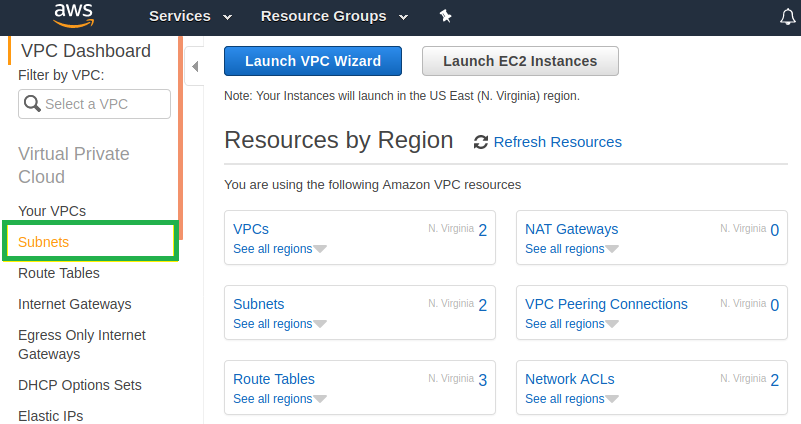 aws
Services
Resource Groups
VPC Dashboard
Filter by VPC:
Select a VPC
Virtual Private
Cloud
Your VPCs
Subnets
Route Tables
Internet Gateways
Egress Only Internet
Gateways
DHCP Options Sets
Elastic IPs
Launch VPC Wizard
Launch EC2 Instances
Note: Your Instances will launch in the US East (N. Virginia) region.
Resources by Region
Refresh Resources
You are using the following Amazon VPC resources
VPCs N. Virginia 2
See all regions
NAT Gateways N. Virginia 0
See all regions
Subnets N. Virginia 2
See all regions
VPC Peering Connections N. Virginia 0
See all regions
Route Tables N. Virginia 3
See all regions
Network ACLs N. Virginia 2
See all regions